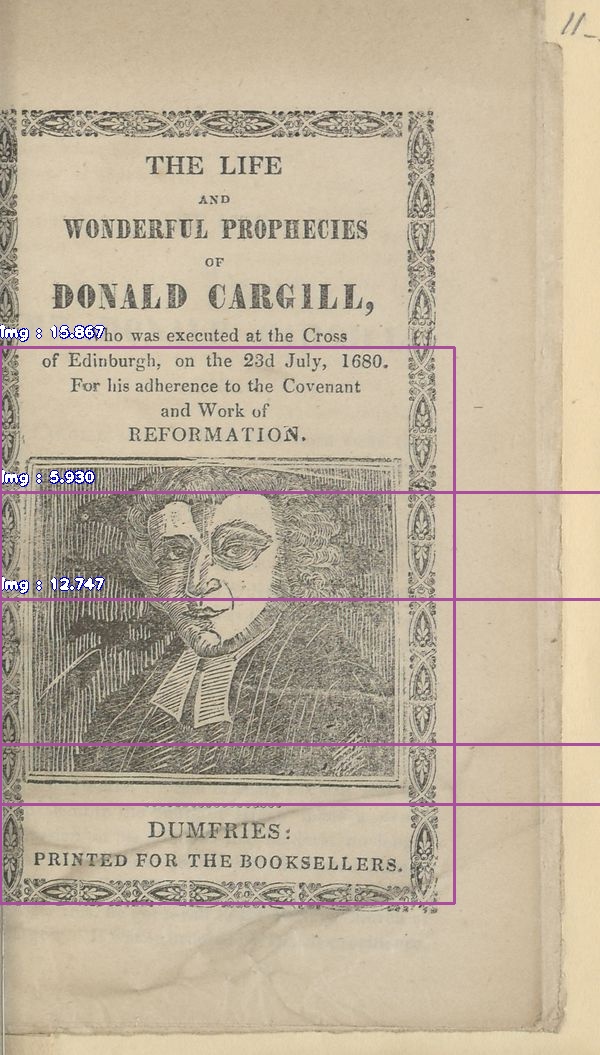 11-
THE LIFE
AND
WONDERFUL PROPHECIES
OF
DONALD CARGILL,
Img : 15.867
ho was executed at the Cross
of Edinburgh, on the 23d July, 1680.
For his adherence to the Covenant
and Work of
REFORMATION.
Img : 5.930
Img : 12.747
DUMFRIES:
PRINTED FOR THE BOOKSELLERS.